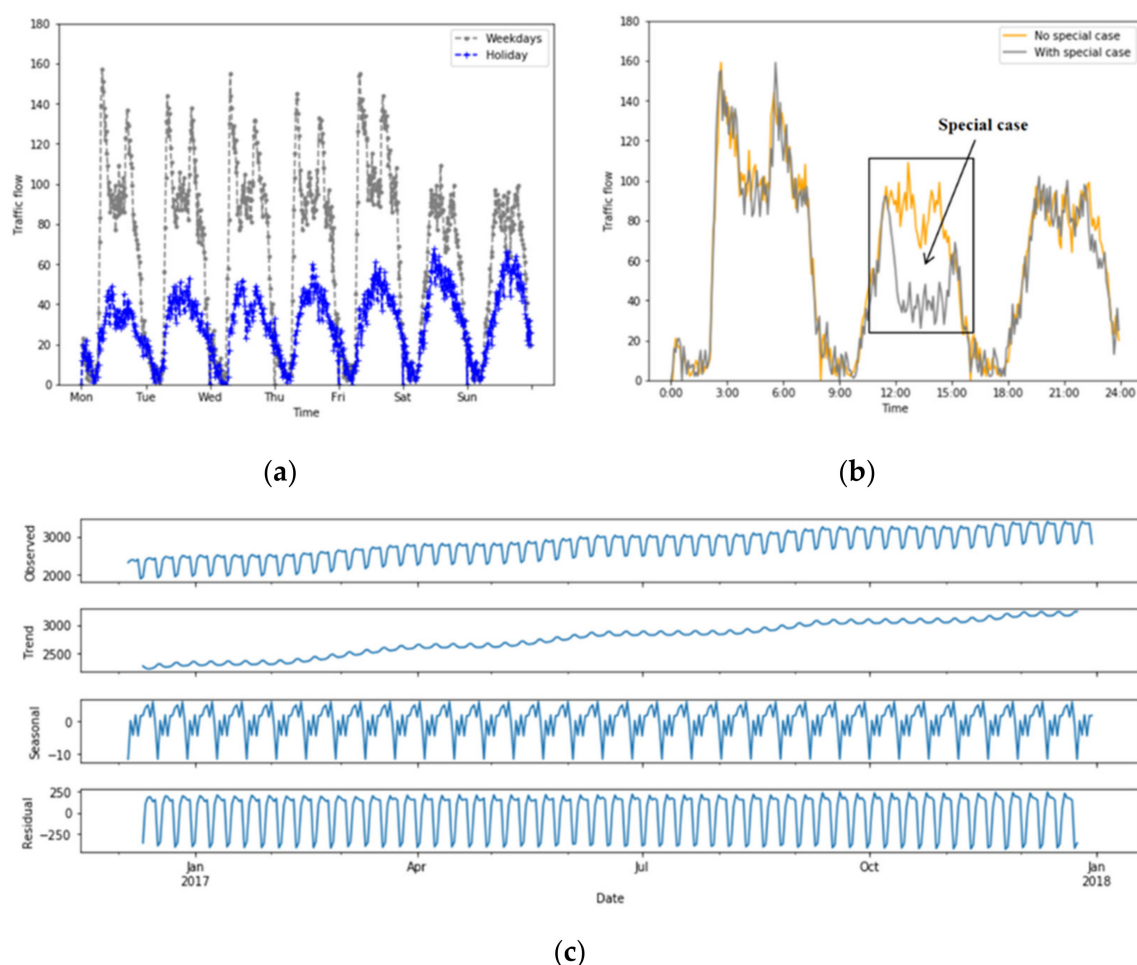 180
160
140
120
100
80
60
40
20
0
Traffic flow
Weekdays
Holiday
Mon Tue Wed Thu Fri Sat Sun
Time
(a)
180
160
140
120
100
80
60
40
20
0
Traffic flow
No special case
With special case
Special case
0:00 3:00 6:00 9:00 12:00 15:00 18:00 21:00 24:00
Time
(b)
Observed
3000
2000
Trend
3000
2500
Seasonal
0
−10
Residual
250
−250
Jan Apr Jul Oct Jan
2017 2018
Date
(c)